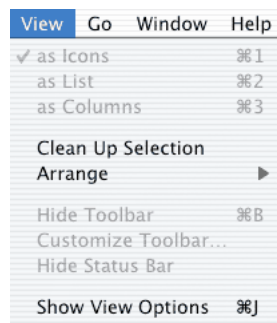 View Go Window Help
✓ as Icons ⌘1
as List ⌘2
as Columns ⌘3
Clean Up Selection
Arrange ▶
Hide Toolbar ⌘B
Customize Toolbar...
Hide Status Bar
Show View Options ⌘J